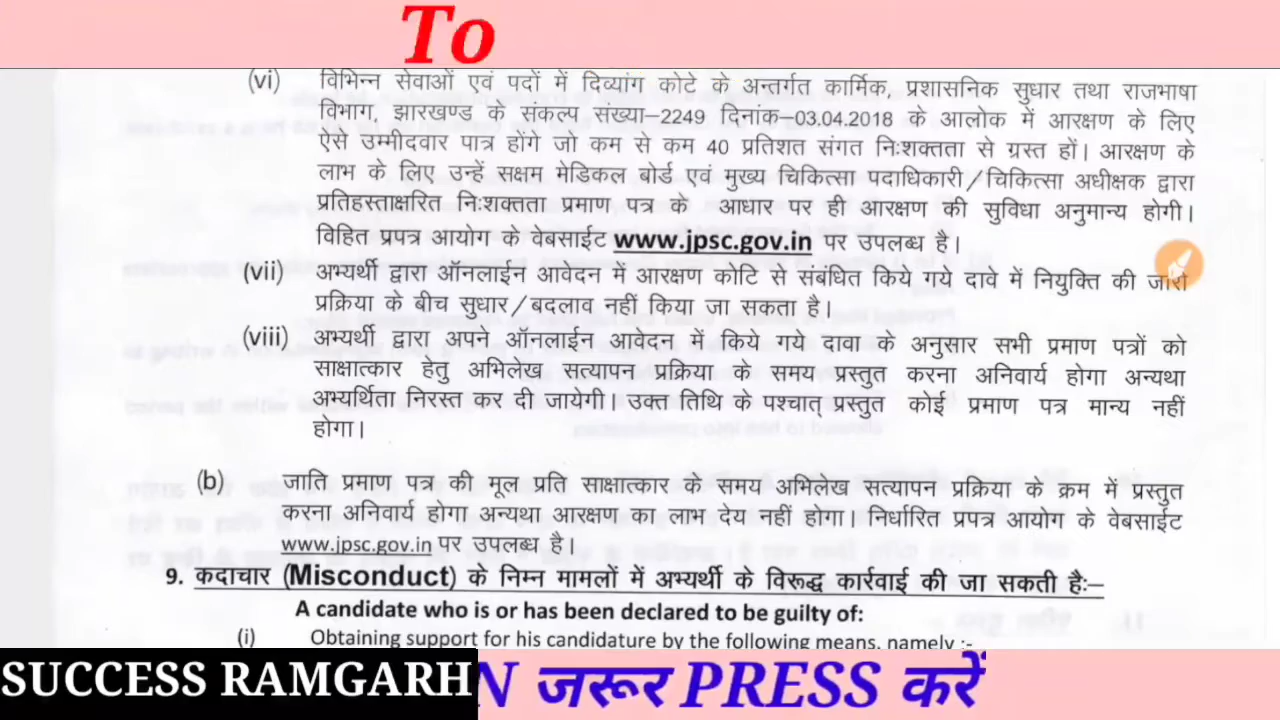 To
(vi) विभिन्न सेवाओं एवं पदों में दिव्यांग कोटे के अन्तर्गत कार्मिक, प्रशासनिक सुधार तथा राजभाषा
विभाग, झारखण्ड के संकल्प संख्या–2249 दिनांक–03.04.2018 के आलोक में आरक्षण के लिए
ऐसे उम्मीदवार पात्र होंगे जो कम से कम 40 प्रतिशत संगत निःशक्तता से ग्रस्त हों। आरक्षण के
लाभ के लिए उन्हें सक्षम मेडिकल बोर्ड एवं मुख्य चिकित्सा पदाधिकारी/चिकित्सा अधीक्षक द्वारा
प्रतिहस्ताक्षरित निःशक्तता प्रमाण पत्र के आधार पर ही आरक्षण की सुविधा अनुमान्य होगी।
विहित प्रपत्र आयोग के वेबसाईट www.jpsc.gov.in पर उपलब्ध है।
(vii) अभ्यर्थी द्वारा ऑनलाईन आवेदन में आरक्षण कोटि से संबंधित किये गये दावे में नियुक्ति की जारी
प्रक्रिया के बीच सुधार/बदलाव नहीं किया जा सकता है।
(viii) अभ्यर्थी द्वारा अपने ऑनलाईन आवेदन में किये गये दावा के अनुसार सभी प्रमाण पत्रों को
साक्षात्कार हेतु अभिलेख सत्यापन प्रक्रिया के समय प्रस्तुत करना अनिवार्य होगा अन्यथा
अभ्यर्थिता निरस्त कर दी जायेगी। उक्त तिथि के पश्चात् प्रस्तुत कोई प्रमाण पत्र मान्य नहीं
होगा।
(b) जाति प्रमाण पत्र की मूल प्रति साक्षात्कार के समय अभिलेख सत्यापन प्रक्रिया के क्रम में प्रस्तुत
करना अनिवार्य होगा अन्यथा आरक्षण का लाभ देय नहीं होगा। निर्धारित प्रपत्र आयोग के वेबसाईट
www.jpsc.gov.in पर उपलब्ध है।
9. कदाचार (Misconduct) के निम्न मामलों में अभ्यर्थी के विरूद्ध कार्रवाई की जा सकती हैः–
A candidate who is or has been declared to be guilty of:
(i) Obtaining support for his candidature by the following means, namely :-
SUCCESS RAMGARH N जरूर PRESS करें